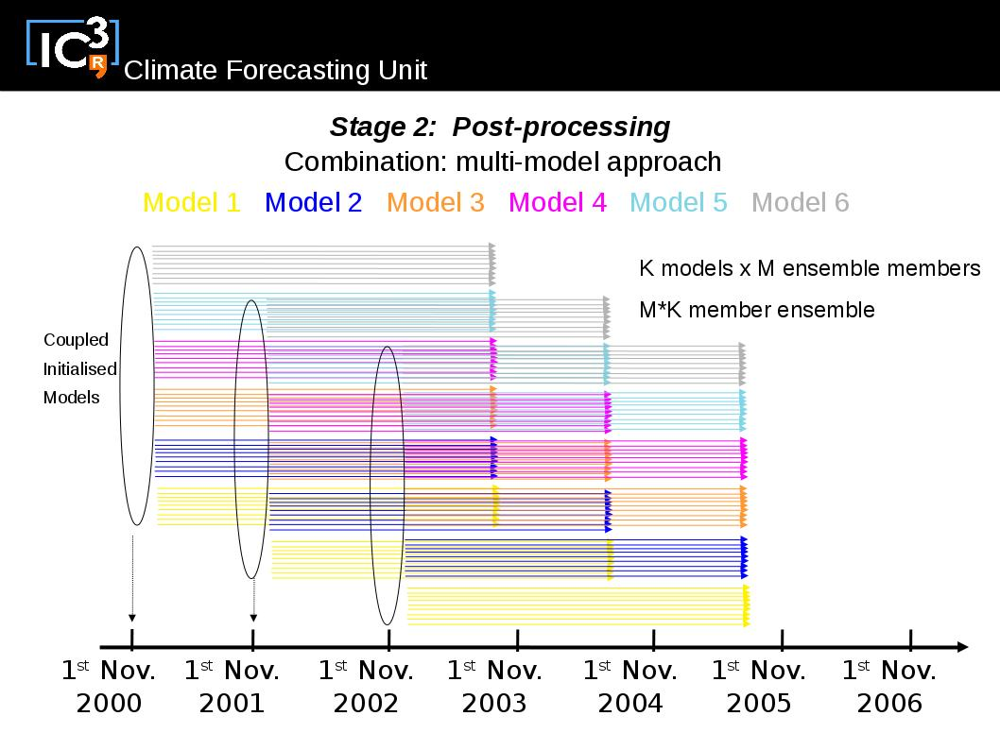 IC3
R
Climate Forecasting Unit
Stage 2: Post-processing
Combination: multi-model approach
Model 1 Model 2 Model 3 Model 4 Model 5 Model 6
K models x M ensemble members
M*K member ensemble
Coupled
Initialised
Models
1st Nov. 1st Nov. 1st Nov. 1st Nov. 1st Nov. 1st Nov. 1st Nov.
2000 2001 2002 2003 2004 2005 2006